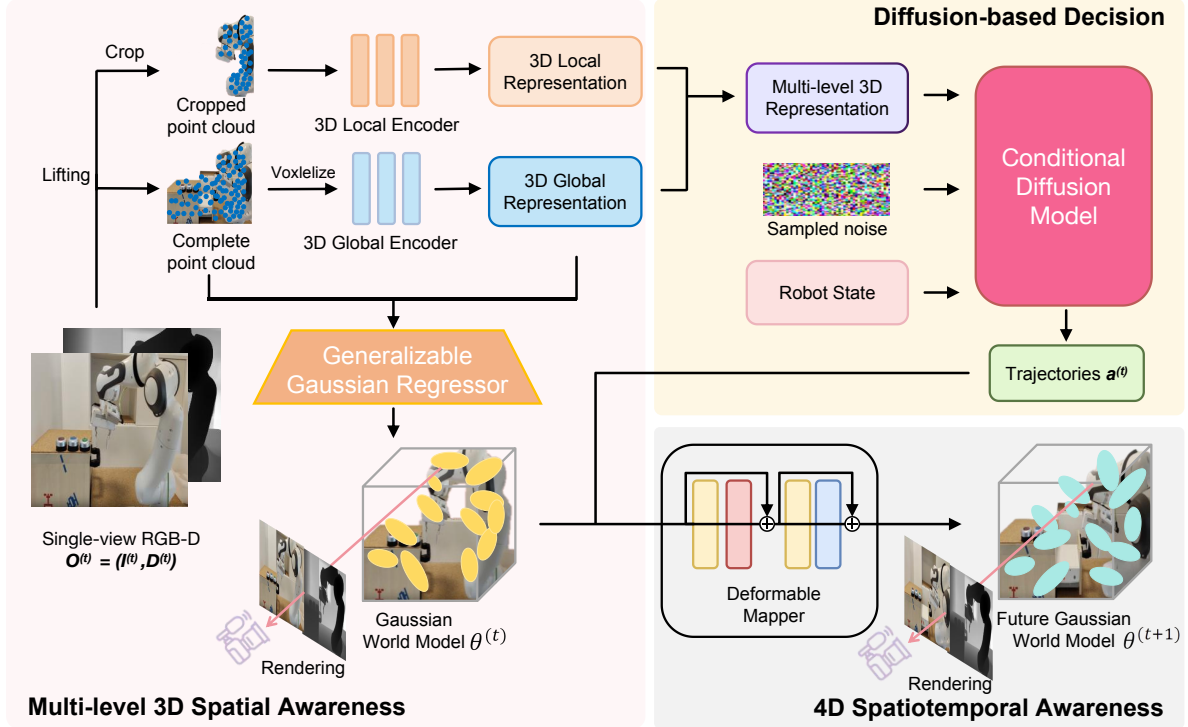 Diffusion-based Decision
Crop
Cropped
point cloud
3D Local Encoder
3D Local
Representation
Lifting
Voxlelize
Complete
point cloud
3D Global Encoder
3D Global
Representation
Multi-level 3D
Representation
Sampled noise
Robot State
Conditional
Diffusion
Model
Trajectories a(t)
Generalizable
Gaussian Regressor
Single-view RGB-D
O(t) = (I(t),D(t))
Gaussian
World Model θ(t)
Rendering
Deformable
Mapper
Future Gaussian
World Model θ(t+1)
Rendering
Multi-level 3D Spatial Awareness
4D Spatiotemporal Awareness